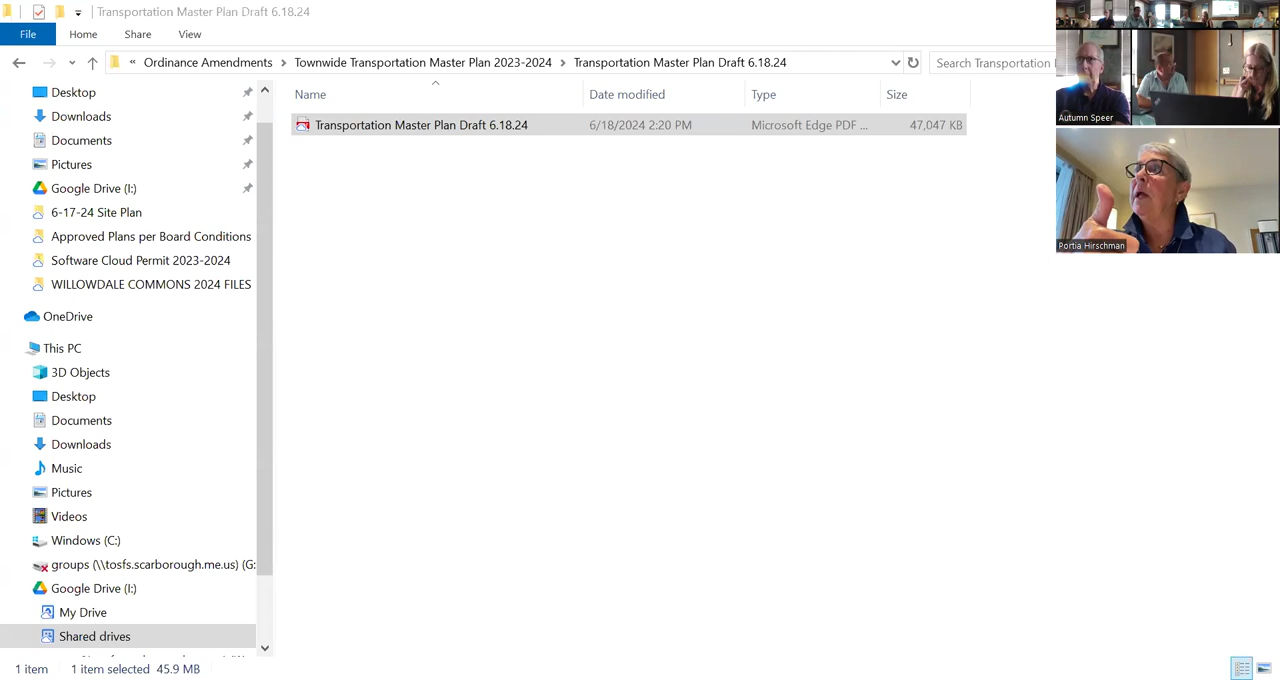 Transportation Master Plan Draft 6.18.24
File Home Share View
« Ordinance Amendments > Townwide Transportation Master Plan 2023-2024 > Transportation Master Plan Draft 6.18.24
Search Transportation
Name Date modified Type Size
Transportation Master Plan Draft 6.18.24 6/18/2024 2:20 PM Microsoft Edge PDF ... 47,047 KB
Desktop
Downloads
Documents
Pictures
Google Drive (I:)
6-17-24 Site Plan
Approved Plans per Board Conditions
Software Cloud Permit 2023-2024
WILLOWDALE COMMONS 2024 FILES
OneDrive
This PC
3D Objects
Desktop
Documents
Downloads
Music
Pictures
Videos
Windows (C:)
groups (\\tosfs.scarborough.me.us) (G:
Google Drive (I:)
My Drive
Shared drives
1 item 1 item selected 45.9 MB
Autumn Speer
Portia Hirschman